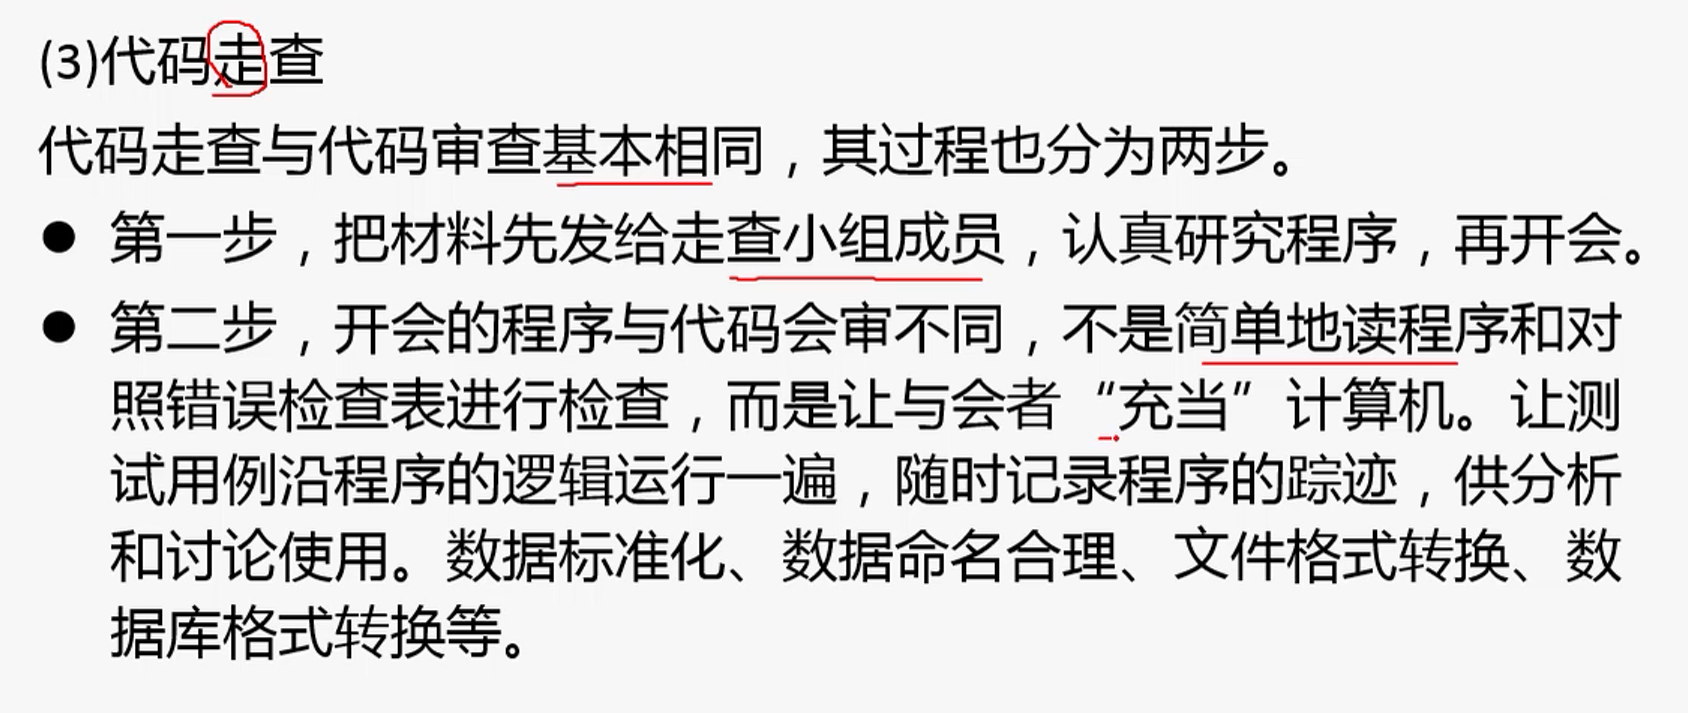 (3)代码走查
代码走查与代码审查基本相同，其过程也分为两步。
● 第一步，把材料先发给走查小组成员，认真研究程序，再开会。
● 第二步，开会的程序与代码会审不同，不是简单地读程序和对
照错误检查表进行检查，而是让与会者“充当”计算机。让测
试用例沿程序的逻辑运行一遍，随时记录程序的踪迹，供分析
和讨论使用。数据标准化、数据命名合理、文件格式转换、数
据库格式转换等。